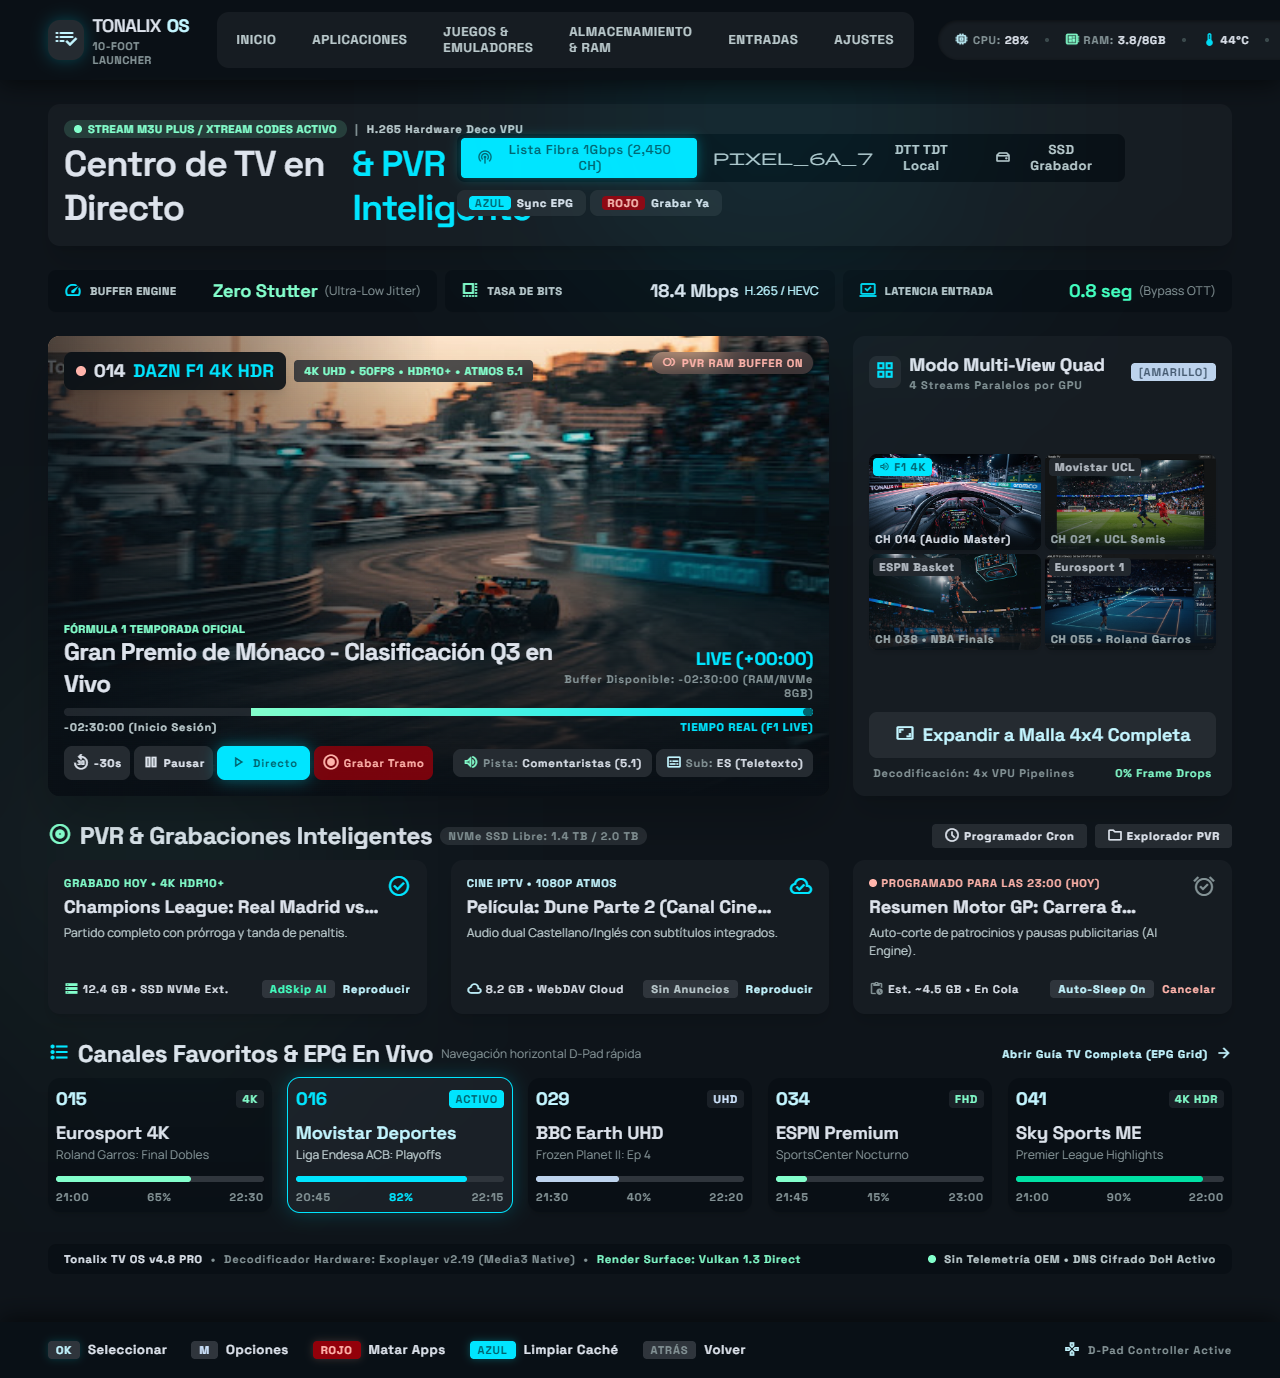 TONALIX OS
10-FOOT
LAUNCHER
INICIO
APLICACIONES
JUEGOS &
EMULADORES
ALMACENAMIENTO
& RAM
ENTRADAS
AJUSTES
CPU: 28%
•
RAM: 3.8/8GB
•
44°C
•
STREAM M3U PLUS / XTREAM CODES ACTIVO | H.265 Hardware Deco VPU
Centro de TV en
Directo
& PVR
Inteligente
Lista Fibra 1Gbps (2,450
CH)
PIXEL_6A_7
DTT TDT
Local
SSD
Grabador
AZUL Sync EPG
ROJO Grabar Ya
BUFFER ENGINE
Zero Stutter (Ultra-Low Jitter)
TASA DE BITS
18.4 Mbps H.265 / HEVC
LATENCIA ENTRADA
0.8 seg (Bypass OTT)
014 DAZN F1 4K HDR
4K UHD • 50FPS • HDR10+ • ATMOS 5.1
PVR RAM BUFFER ON
FÓRMULA 1 TEMPORADA OFICIAL
Gran Premio de Mónaco - Clasificación Q3 en
Vivo
LIVE (+00:00)
Buffer Disponible: -02:30:00 (RAM/NVMe
8GB)
-02:30:00 (Inicio Sesión)
TIEMPO REAL (F1 LIVE)
-30s
Pausar
Directo
Grabar Tramo
Pista: Comentaristas (5.1)
Sub: ES (Teletexto)
Modo Multi-View Quad
4 Streams Paralelos por GPU
[AMARILLO]
F1 4K
CH 014 (Audio Master)
Movistar UCL
CH 021 • UCL Semis
ESPN Basket
CH 038 • NBA Finals
Eurosport 1
CH 055 • Roland Garros
Expandir a Malla 4x4 Completa
Decodificación: 4x VPU Pipelines
0% Frame Drops
PVR & Grabaciones Inteligentes
NVMe SSD Libre: 1.4 TB / 2.0 TB
Programador Cron
Explorador PVR
GRABADO HOY • 4K HDR10+
Champions League: Real Madrid vs...
Partido completo con prórroga y tanda de penaltis.
12.4 GB • SSD NVMe Ext.
AdSkip AI
Reproducir
CINE IPTV • 1080P ATMOS
Película: Dune Parte 2 (Canal Cine...
Audio dual Castellano/Inglés con subtítulos integrados.
8.2 GB • WebDAV Cloud
Sin Anuncios
Reproducir
PROGRAMADO PARA LAS 23:00 (HOY)
Resumen Motor GP: Carrera &...
Auto-corte de patrocinios y pausas publicitarias (AI
Engine).
Est. ~4.5 GB • En Cola
Auto-Sleep On
Cancelar
Canales Favoritos & EPG En Vivo
Navegación horizontal D-Pad rápida
Abrir Guía TV Completa (EPG Grid)
015
4K
Eurosport 4K
Roland Garros: Final Dobles
21:00 65% 22:30
016
ACTIVO
Movistar Deportes
Liga Endesa ACB: Playoffs
20:45 82% 22:15
029
UHD
BBC Earth UHD
Frozen Planet II: Ep 4
21:30 40% 22:20
034
FHD
ESPN Premium
SportsCenter Nocturno
21:45 15% 23:00
041
4K HDR
Sky Sports ME
Premier League Highlights
21:00 90% 22:00
Tonalix TV OS v4.8 PRO • Decodificador Hardware: Exoplayer v2.19 (Media3 Native) • Render Surface: Vulkan 1.3 Direct
Sin Telemetría OEM • DNS Cifrado DoH Activo
OK Seleccionar
M Opciones
ROJO Matar Apps
AZUL Limpiar Caché
ATRÁS Volver
D-Pad Controller Active